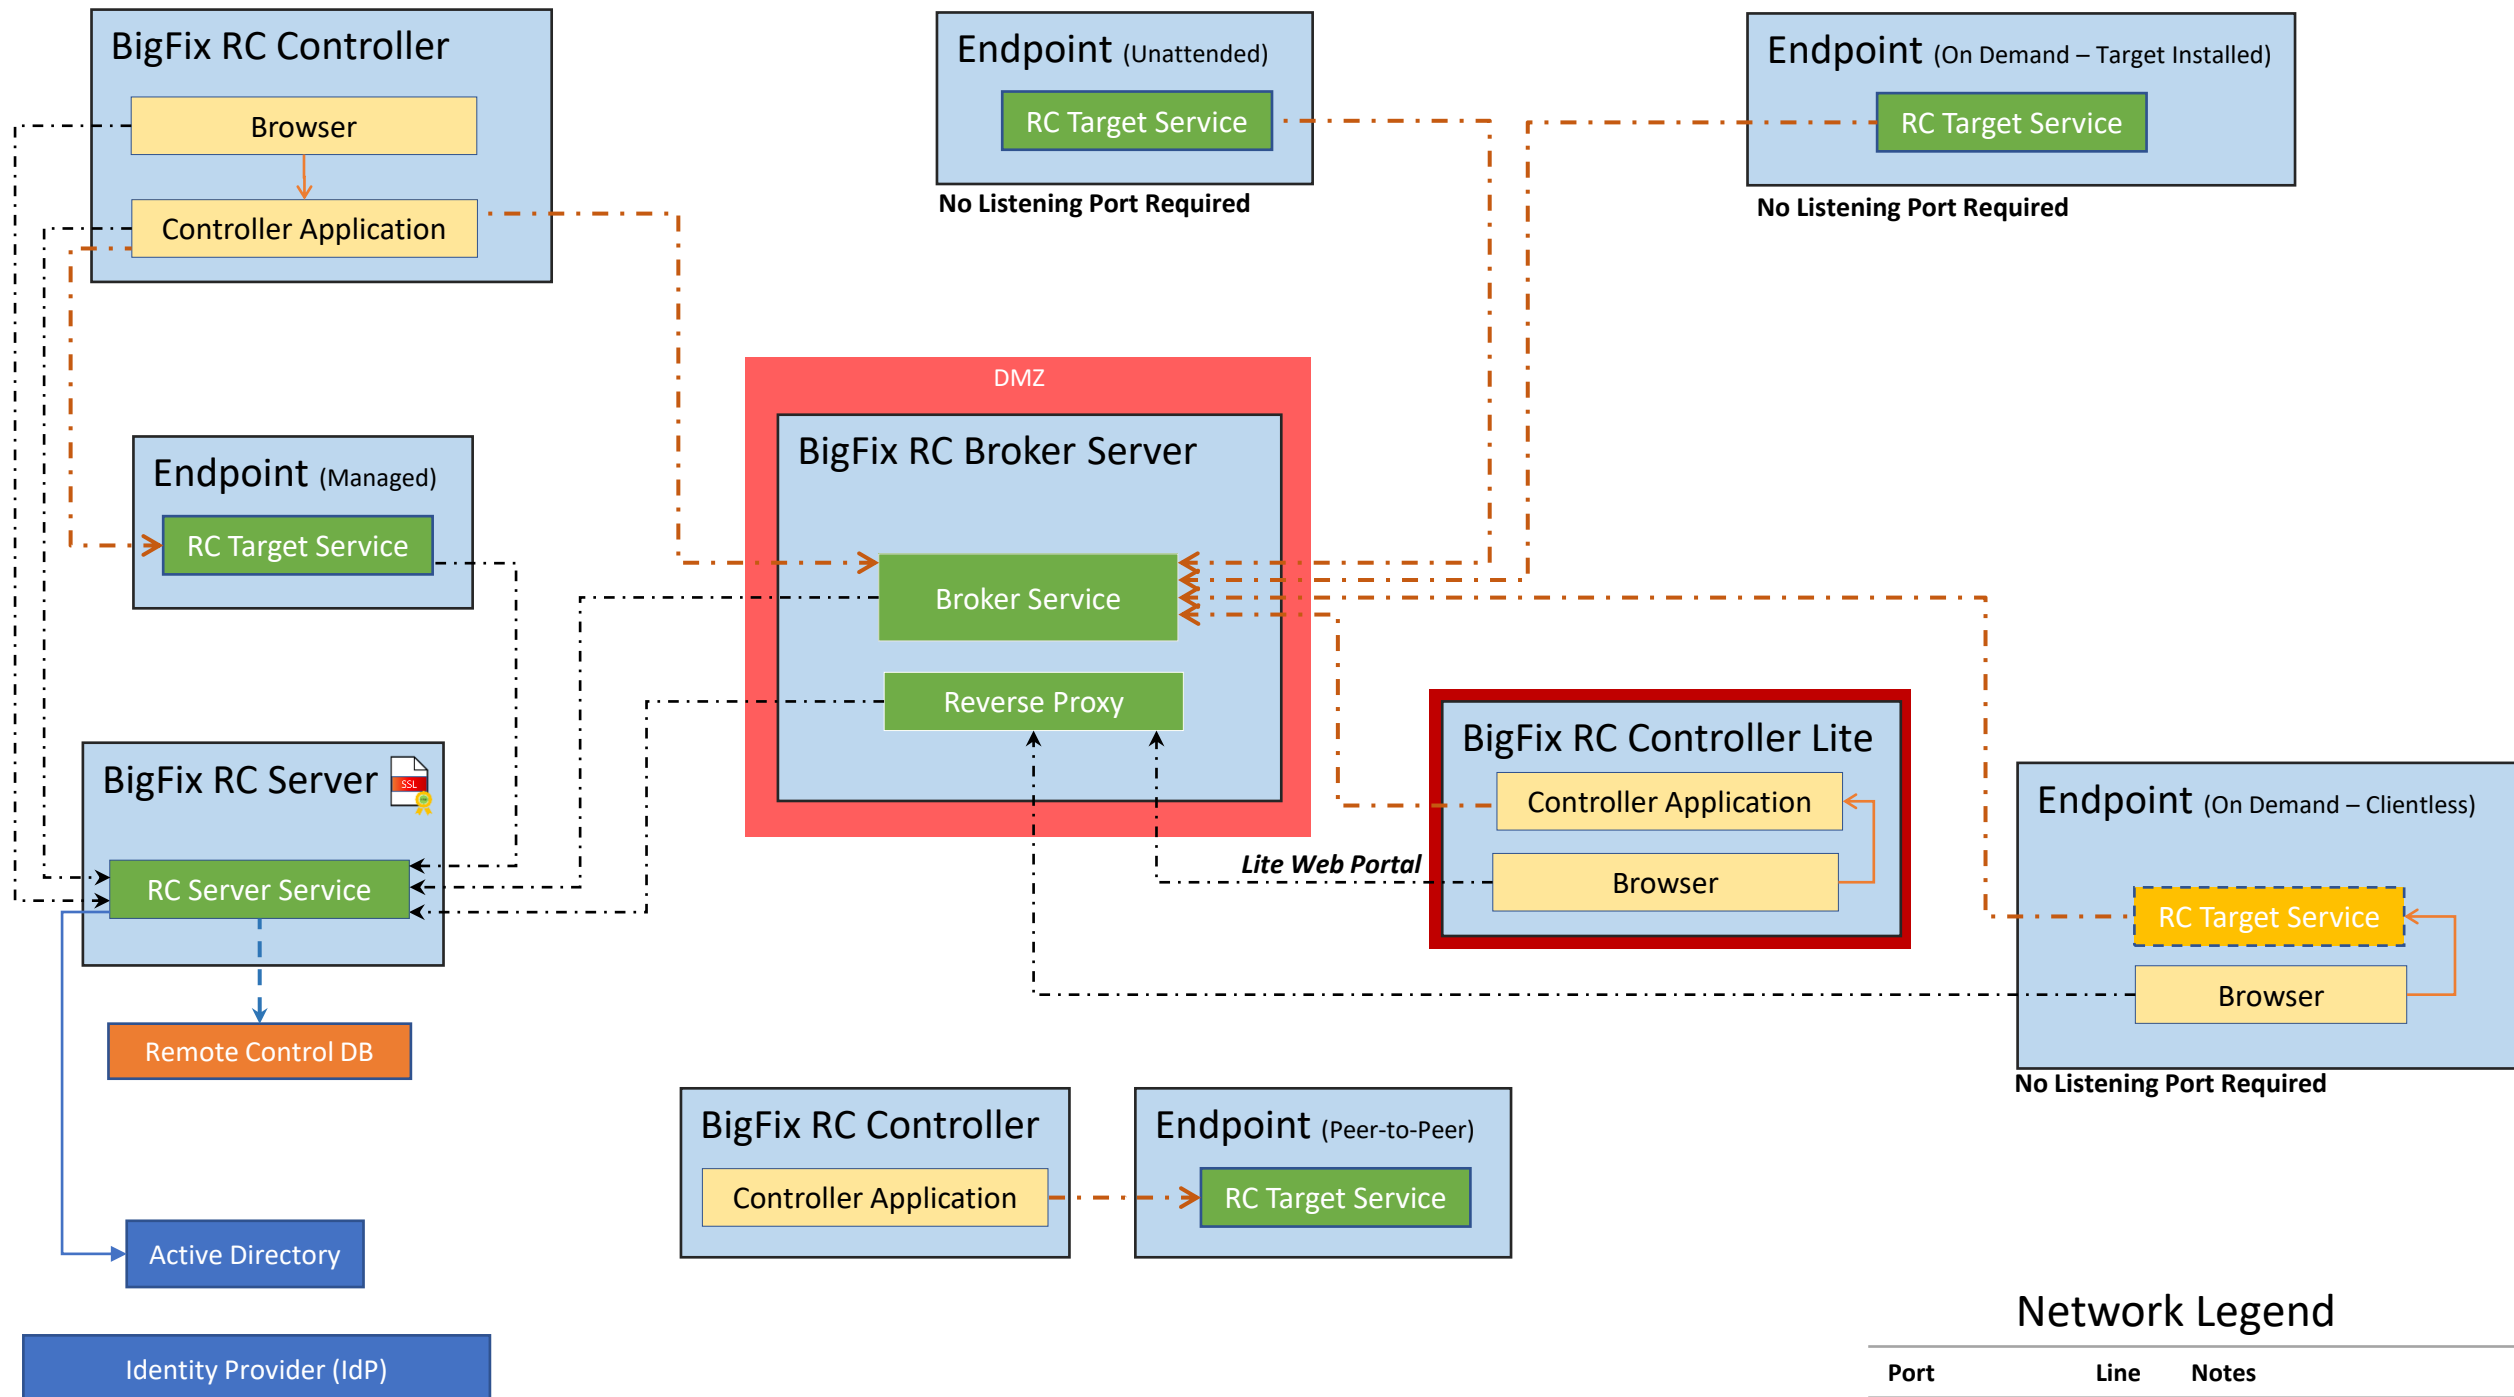 BigFix RC Controller
Browser
Controller Application
Endpoint (Unattended)
RC Target Service
No Listening Port Required
Endpoint (On Demand – Target Installed)
RC Target Service
No Listening Port Required
DMZ
BigFix RC Broker Server
Broker Service
Reverse Proxy
Endpoint (Managed)
RC Target Service
BigFix RC Server
SSL
RC Server Service
Remote Control DB
Active Directory
Identity Provider (IdP)
BigFix RC Controller Lite
Controller Application
Browser
Lite Web Portal
Endpoint (On Demand – Clientless)
RC Target Service
Browser
No Listening Port Required
BigFix RC Controller
Controller Application
Endpoint (Peer-to-Peer)
RC Target Service
Network Legend
Port Line Notes